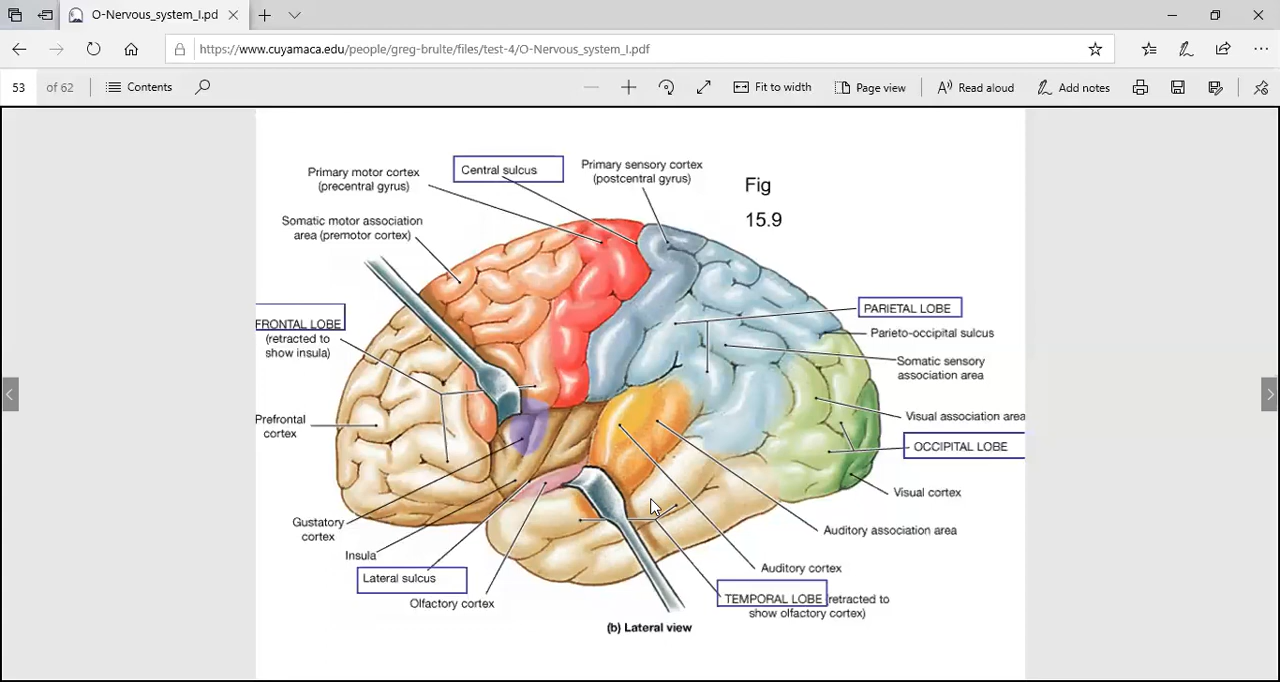 O-Nervous_system_I.pd
https://www.cuyamaca.edu/people/greg-brulte/files/test-4/O-Nervous_system_I.pdf
53 of 62 Contents Fit to width Page view Read aloud Add notes
Primary motor cortex
(precentral gyrus)
Central sulcus
Primary sensory cortex
(postcentral gyrus)
Fig
15.9
Somatic motor association
area (premotor cortex)
FRONTAL LOBE
(retracted to
show insula)
PARIETAL LOBE
Parieto-occipital sulcus
Somatic sensory
association area
Prefrontal
cortex
Visual association area
OCCIPITAL LOBE
Visual cortex
Gustatory
cortex
Insula
Lateral sulcus
Olfactory cortex
Auditory association area
Auditory cortex
TEMPORAL LOBE (retracted to
show olfactory cortex)
(b) Lateral view